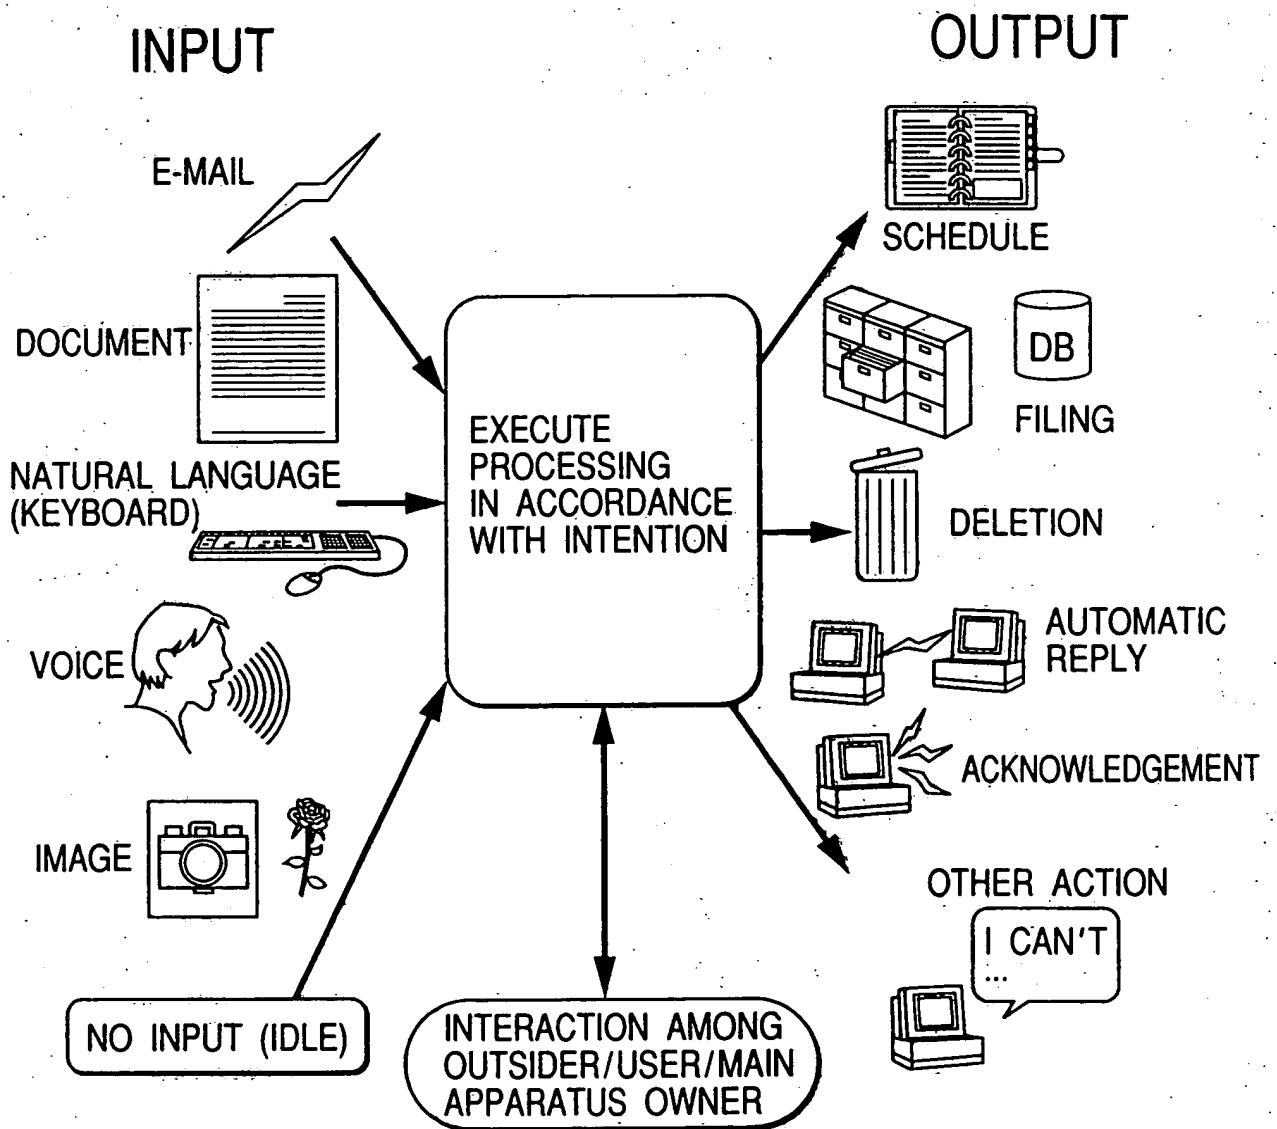 INPUT
OUTPUT
E-MAIL
DOCUMENT
NATURAL LANGUAGE
(KEYBOARD)
VOICE
IMAGE
NO INPUT (IDLE)
EXECUTE
PROCESSING
IN ACCORDANCE
WITH INTENTION
INTERACTION AMONG
OUTSIDER/USER/MAIN
APPARATUS OWNER
SCHEDULE
DB
FILING
DELETION
AUTOMATIC
REPLY
ACKNOWLEDGEMENT
OTHER ACTION
I CAN'T
...